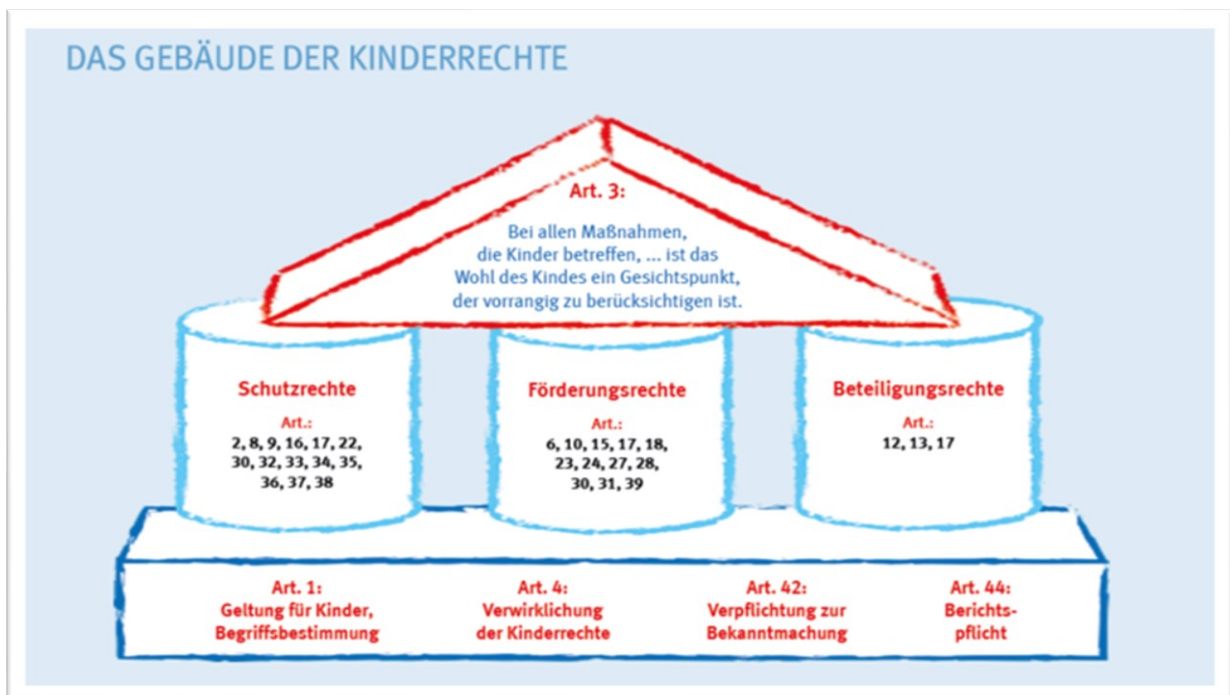 DAS GEBÄUDE DER KINDERRECHTE
Art. 3:
Bei allen Maßnahmen,
die Kinder betreffen, ... ist das
Wohl des Kindes ein Gesichtspunkt,
der vorrangig zu berücksichtigen ist.
Schutzrechte
Art.:
2, 8, 9, 16, 17, 22,
30, 32, 33, 34, 35,
36, 37, 38
Förderungsrechte
Art.:
6, 10, 15, 17, 18,
23, 24, 27, 28,
30, 31, 39
Beteiligungsrechte
Art.:
12, 13, 17
Art. 1:
Geltung für Kinder,
Begriffsbestimmung
Art. 4:
Verwirklichung
der Kinderrechte
Art. 42:
Verpflichtung zur
Bekanntmachung
Art. 44:
Berichts-
pflicht